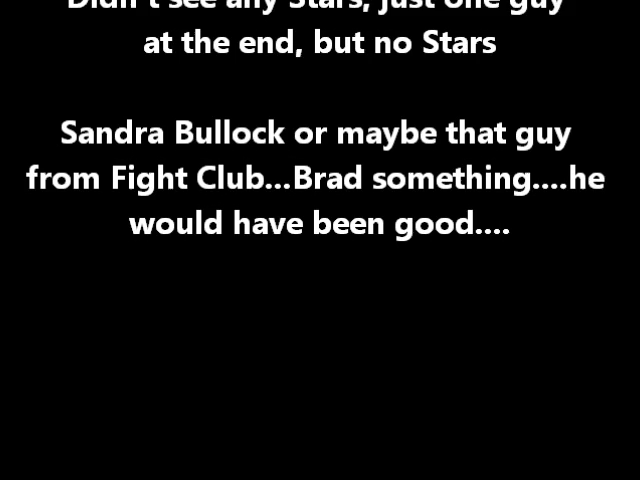 Didn't see any Stars, just one guy
at the end, but no Stars
Sandra Bullock or maybe that guy
from Fight Club...Brad something....he
would have been good....